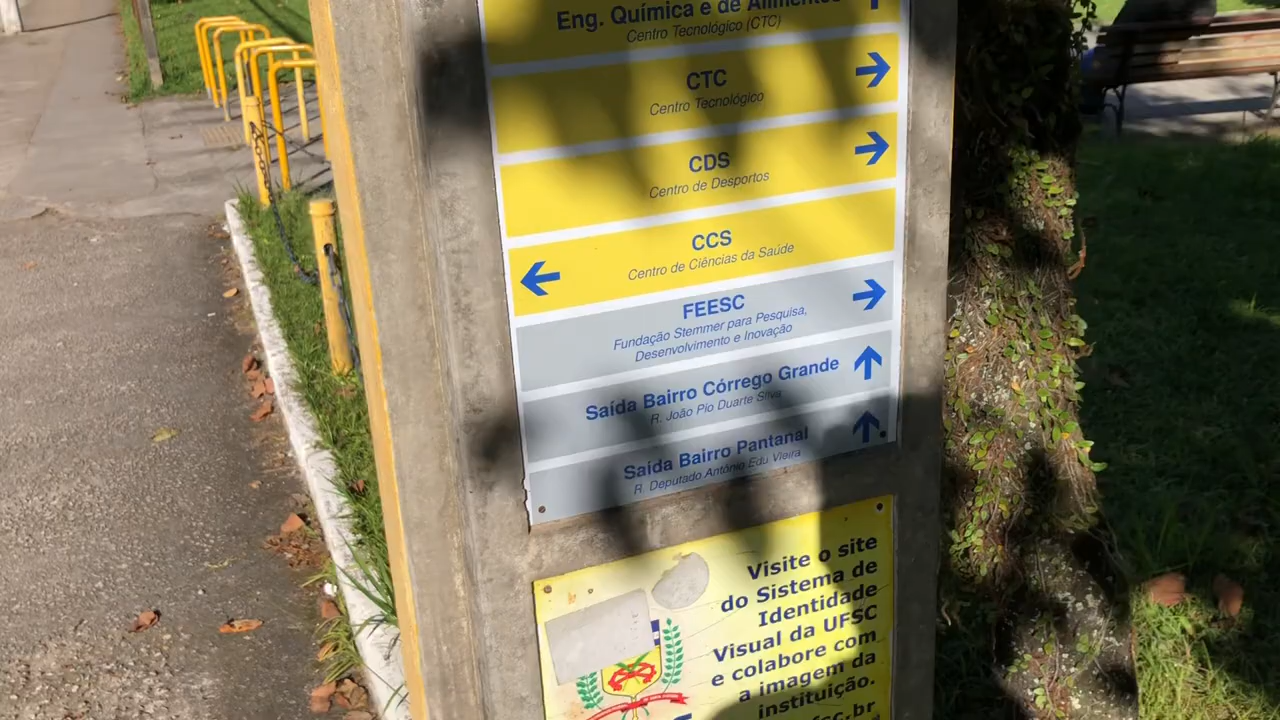 Eng. Química e de Alimentos
Centro Tecnológico (CTC)
CTC
Centro Tecnológico
CDS
Centro de Desportos
CCS
Centro de Ciências da Saúde
FEESC
Fundação Stemmer para Pesquisa,
Desenvolvimento e Inovação
Saída Bairro Córrego Grande
R. João Pio Duarte Silva
Saída Bairro Pantanal
R. Deputado Antônio Edu Vieira
Visite o site
do Sistema de
Identidade
Visual da UFSC
e colabore com
a imagem da
instituição.